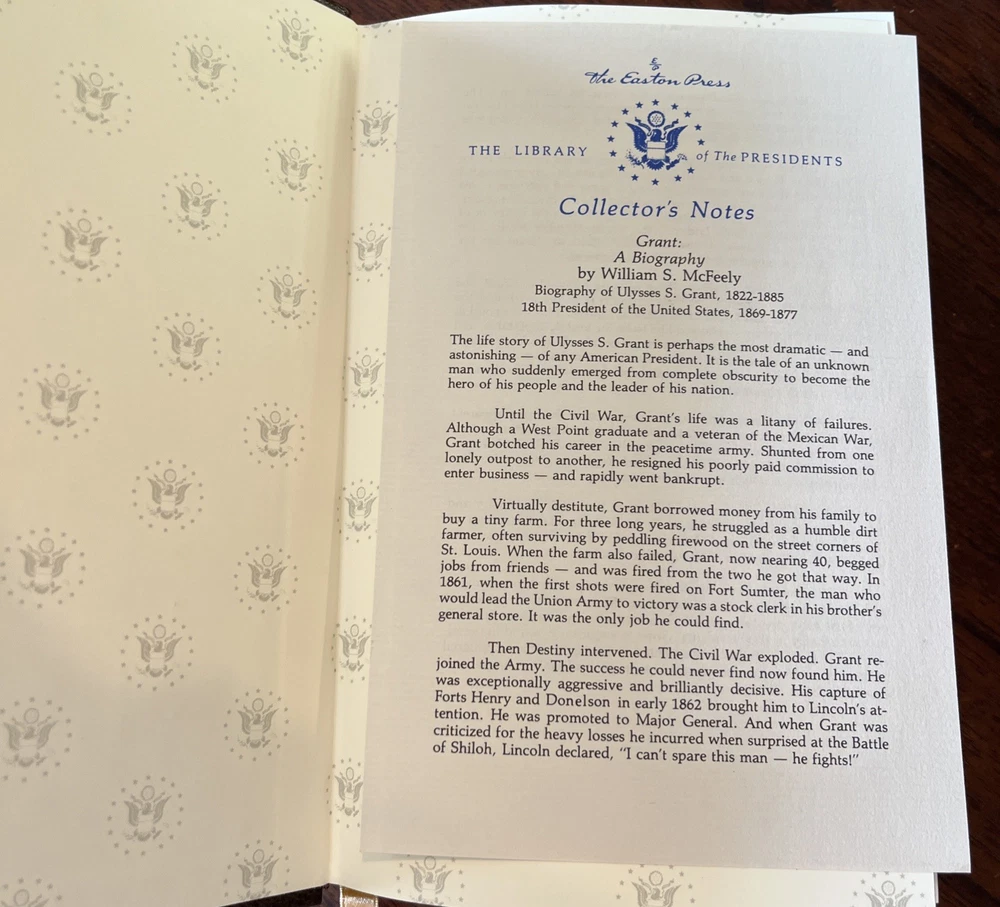 The Easton Press
THE LIBRARY of The PRESIDENTS
Collector's Notes
Grant:
A Biography
by William S. McFeely
Biography of Ulysses S. Grant, 1822-1885
18th President of the United States, 1869-1877
The life story of Ulysses S. Grant is perhaps the most dramatic — and
astonishing — of any American President. It is the tale of an unknown
man who suddenly emerged from complete obscurity to become the
hero of his people and the leader of his nation.
Until the Civil War, Grant's life was a litany of failures.
Although a West Point graduate and a veteran of the Mexican War,
Grant botched his career in the peacetime army. Shunted from one
lonely outpost to another, he resigned his poorly paid commission to
enter business — and rapidly went bankrupt.
Virtually destitute, Grant borrowed money from his family to
buy a tiny farm. For three long years, he struggled as a humble dirt
farmer, often surviving by peddling firewood on the street corners of
St. Louis. When the farm also failed, Grant, now nearing 40, begged
jobs from friends — and was fired from the two he got that way. In
1861, when the first shots were fired on Fort Sumter, the man who
would lead the Union Army to victory was a stock clerk in his brother's
general store. It was the only job he could find.
Then Destiny intervened. The Civil War exploded. Grant re-
joined the Army. The success he could never find now found him. He
was exceptionally aggressive and brilliantly decisive. His capture of
Forts Henry and Donelson in early 1862 brought him to Lincoln's at-
tention. He was promoted to Major General. And when Grant was
criticized for the heavy losses he incurred when surprised at the Battle
of Shiloh, Lincoln declared, "I can't spare this man — he fights!"